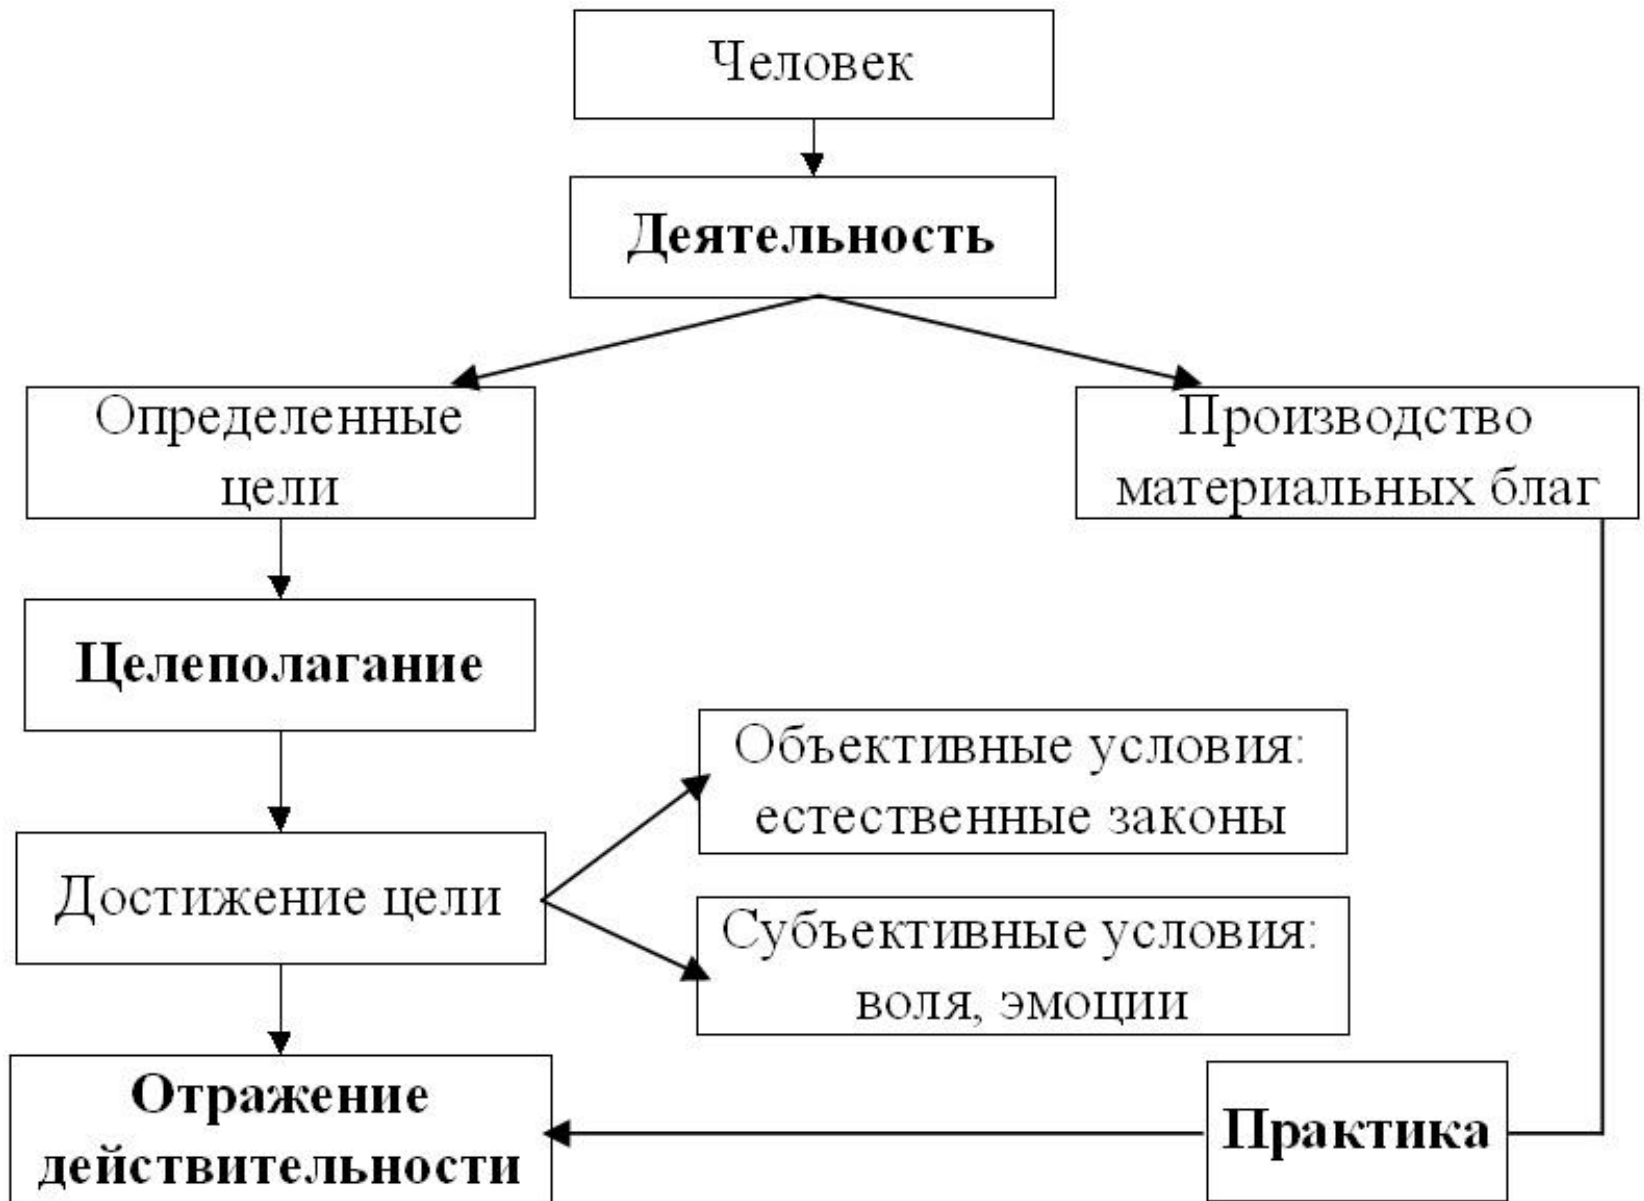 Человек
Деятельность
Определенные
цели
Производство
материальных благ
Целеполагание
Объективные условия:
естественные законы
Достижение цели
Субъективные условия:
воля, эмоции
Отражение
действительности
Практика